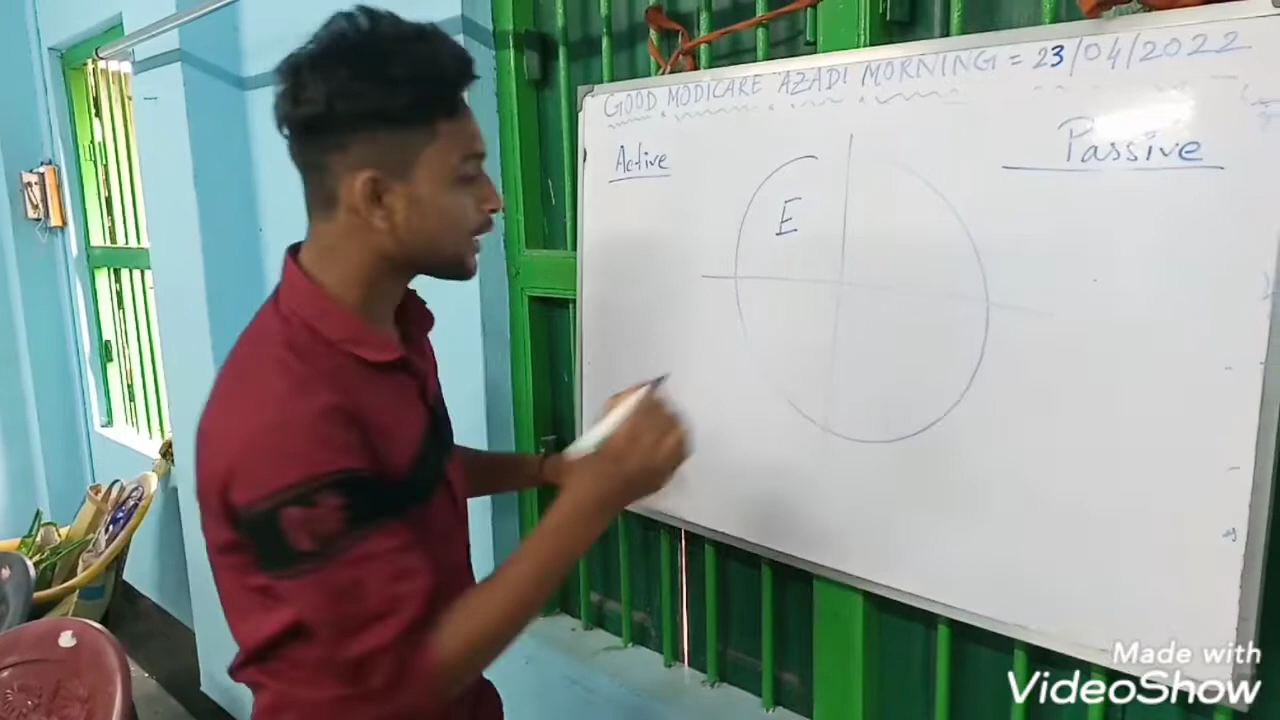 GOOD MODICARE AZADI MORNING = 23/04/2022
Active
Passive
E
Made with
VideoShow